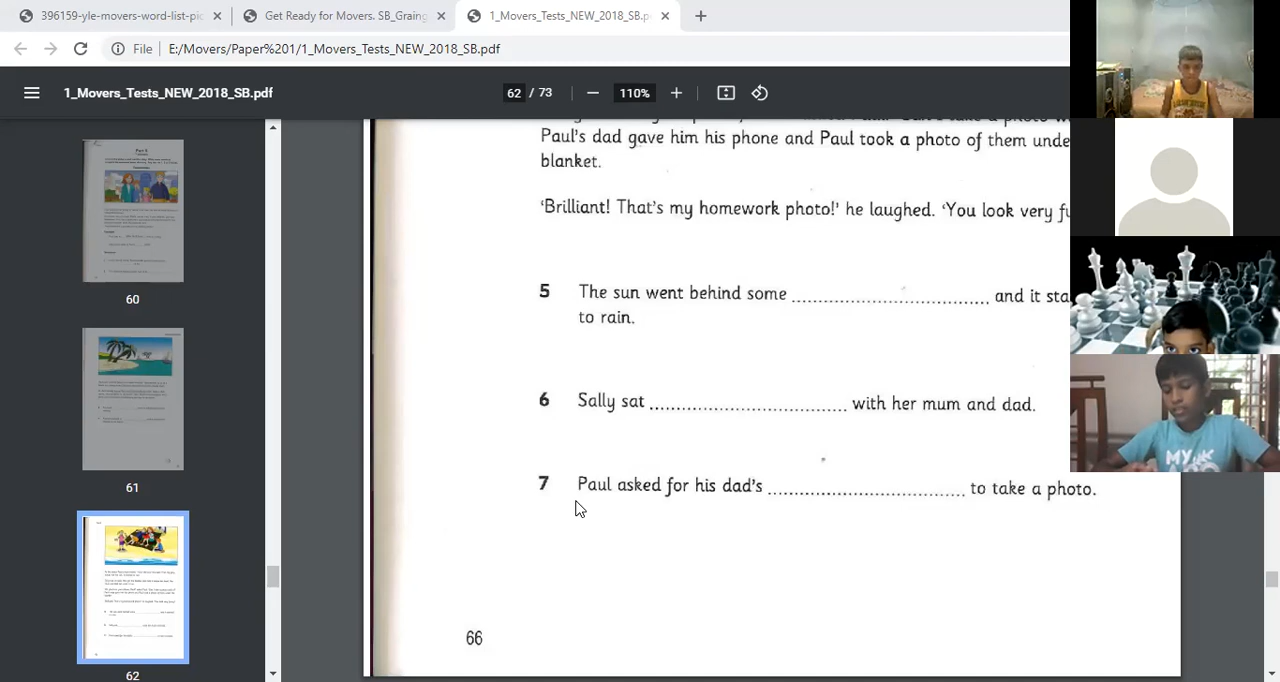 396159-yle-movers-word-list-pic
Get Ready for Movers. SB_Graing
1_Movers_Tests_NEW_2018_SB.p
File E:/Movers/Paper%201/1_Movers_Tests_NEW_2018_SB.pdf
1_Movers_Tests_NEW_2018_SB.pdf
62 / 73
110%
60
61
62
Paul's dad gave him his phone and Paul took a photo of them unde
blanket.
'Brilliant! That's my homework photo!' he laughed. 'You look very fu
5 The sun went behind some ........................................ and it sta
to rain.
6 Sally sat ........................................ with her mum and dad.
7 Paul asked for his dad's ........................................ to take a photo.
66
MY